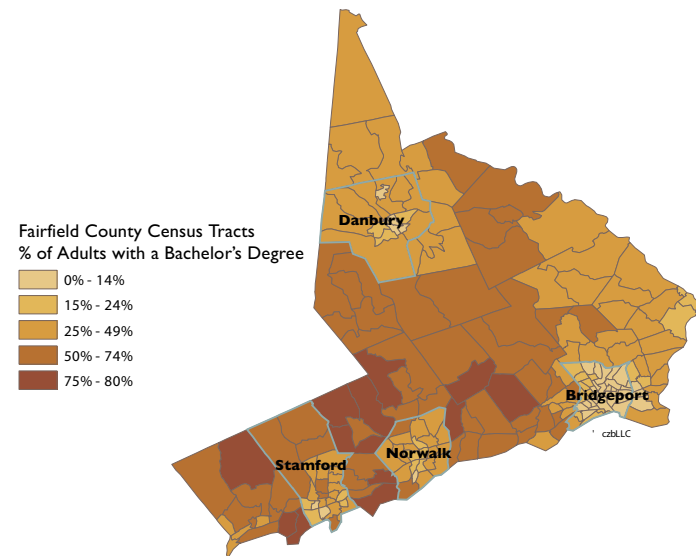 Danbury
Fairfield County Census Tracts
% of Adults with a Bachelor's Degree
0% - 14%
15% - 24%
25% - 49%
50% - 74%
75% - 80%
Bridgeport
czbLLC
Norwalk
Stamford